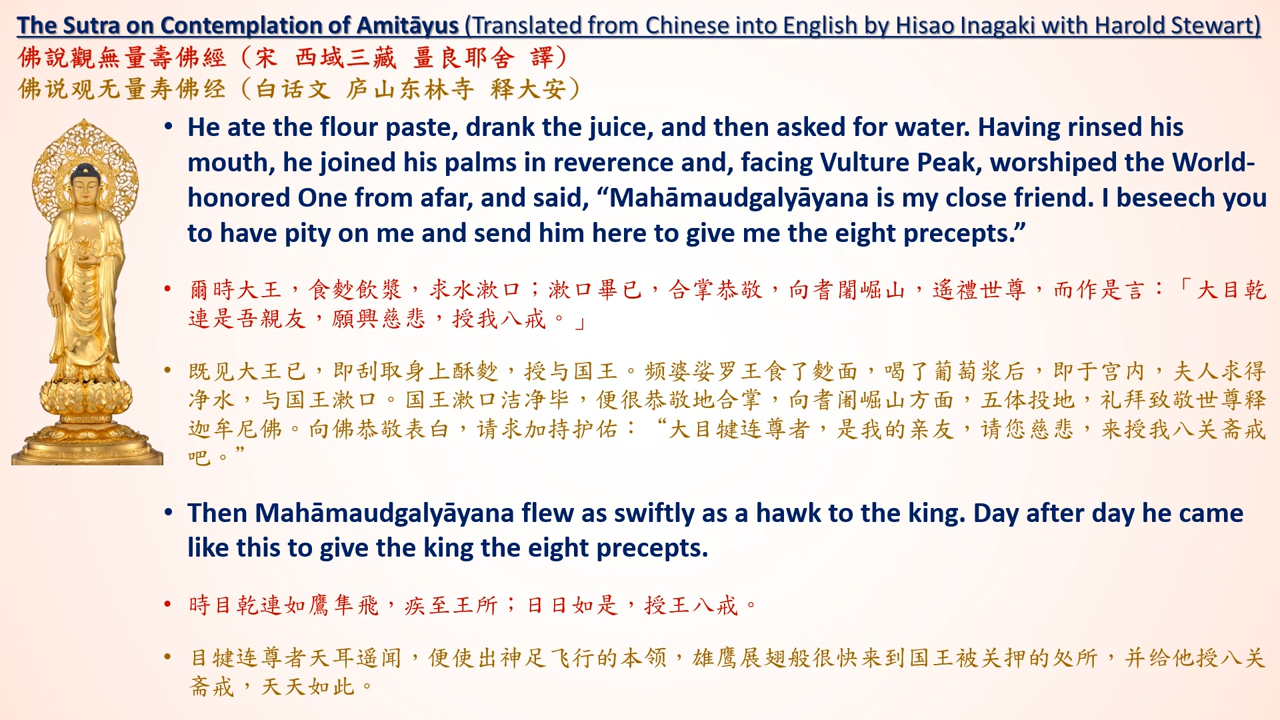 The Sutra on Contemplation of Amitāyus (Translated from Chinese into English by Hisao Inagaki with Harold Stewart)
佛說觀無量壽佛經（宋 西域三藏 畺良耶舍 譯）
佛说观无量寿佛经（白话文 庐山东林寺 释大安）
• He ate the flour paste, drank the juice, and then asked for water. Having rinsed his
mouth, he joined his palms in reverence and, facing Vulture Peak, worshiped the World-
honored One from afar, and said, “Mahāmaudgalyāyana is my close friend. I beseech you
to have pity on me and send him here to give me the eight precepts.”
• 爾時大王，食麨飲漿，求水漱口；漱口畢已，合掌恭敬，向耆闍崛山，遙禮世尊，而作是言：「大目乾
連是吾親友，願興慈悲，授我八戒。」
• 既见大王已，即刮取身上酥麨，授与国王。频婆娑罗王食了麨面，喝了葡萄浆后，即于宫内，夫人求得
净水，与国王漱口。国王漱口洁净毕，便很恭敬地合掌，向耆阇崛山方面，五体投地，礼拜致敬世尊释
迦牟尼佛。向佛恭敬表白，请求加持护佑：“大目犍连尊者，是我的亲友，请您慈悲，来授我八关斋戒
吧。”
• Then Mahāmaudgalyāyana flew as swiftly as a hawk to the king. Day after day he came
like this to give the king the eight precepts.
• 時目乾連如鷹隼飛，疾至王所；日日如是，授王八戒。
• 目犍连尊者天耳遥闻，便使出神足飞行的本领，雄鹰展翅般很快来到国王被关押的处所，并给他授八关
斋戒，天天如此。